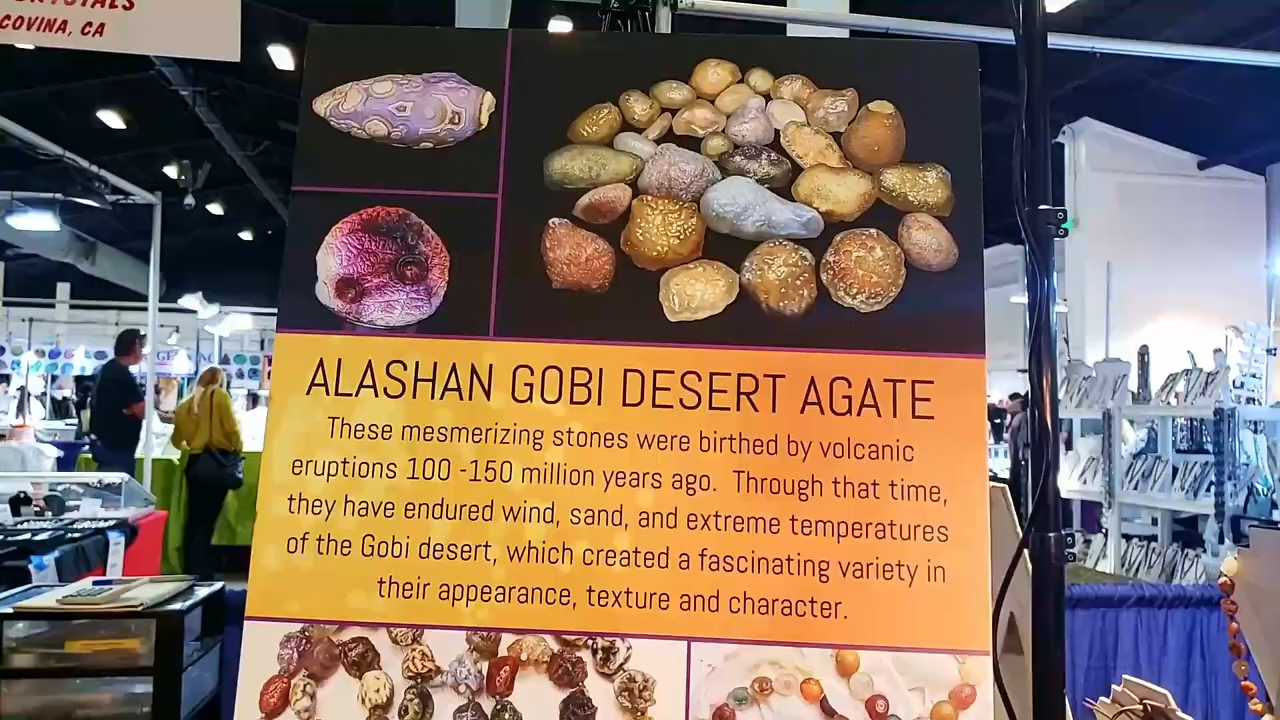 COVINA, CA
ALASHAN GOBI DESERT AGATE
These mesmerizing stones were birthed by volcanic
eruptions 100 -150 million years ago. Through that time,
they have endured wind, sand, and extreme temperatures
of the Gobi desert, which created a fascinating variety in
their appearance, texture and character.